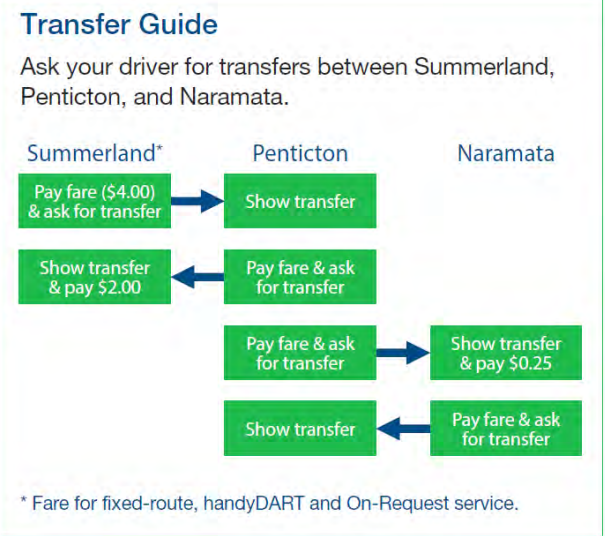 Transfer Guide
Ask your driver for transfers between Summerland,
Penticton, and Naramata.
Summerland*
Penticton
Naramata
Pay fare ($4.00)
& ask for transfer
Show transfer
Show transfer
& pay $2.00
Pay fare & ask
for transfer
Pay fare & ask
for transfer
Show transfer
& pay $0.25
Show transfer
Pay fare & ask
for transfer
* Fare for fixed-route, handyDART and On-Request service.